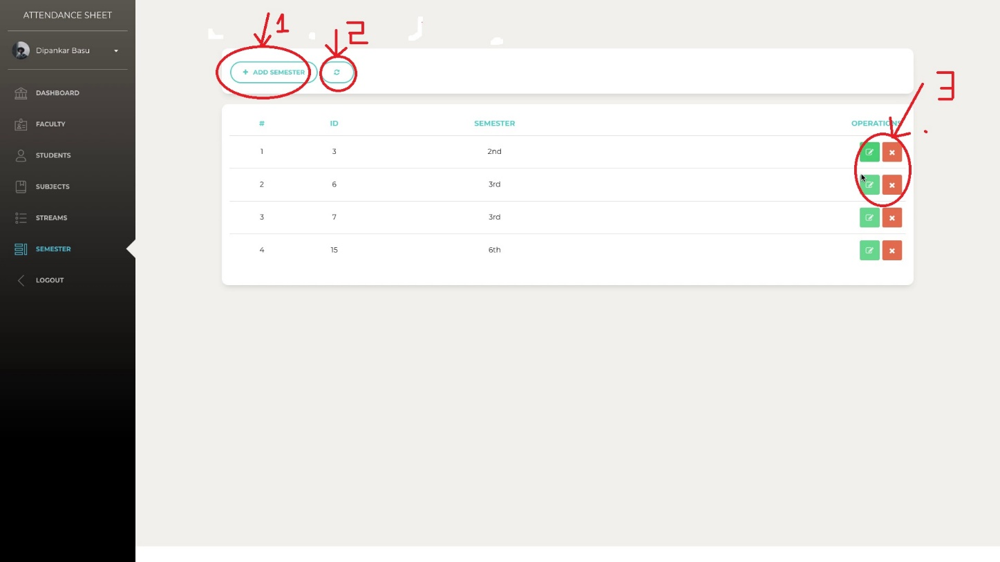 ATTENDANCE SHEET
Dipankar Basu
DASHBOARD
FACULTY
STUDENTS
SUBJECTS
STREAMS
SEMESTER
LOGOUT
1
2
ADD SEMESTER
3
# ID SEMESTER OPERATIONS
1 3 2nd
2 6 3rd
3 7 3rd
4 15 6th